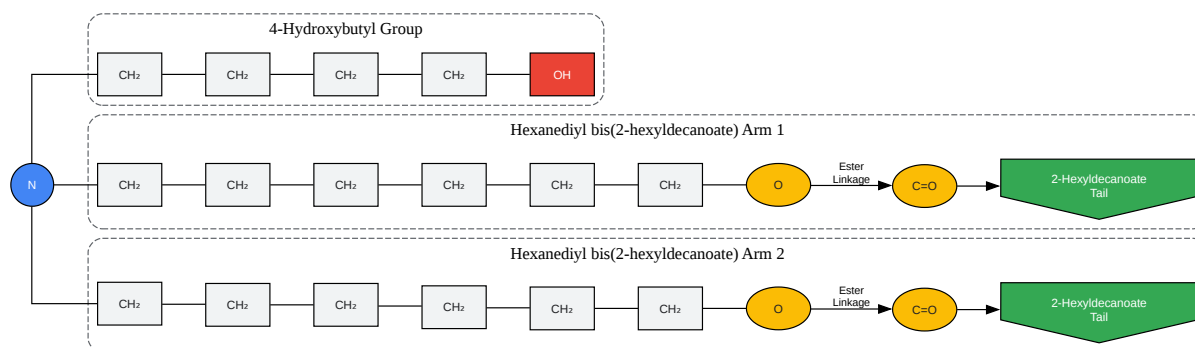 4-Hydroxybutyl Group
CH₂ CH₂ CH₂ CH₂ OH
Hexanediyl bis(2-hexyldecanoate) Arm 1
N CH₂ CH₂ CH₂ CH₂ CH₂ CH₂ O Ester C=O 2-Hexyldecanoate
Linkage Tail
Hexanediyl bis(2-hexyldecanoate) Arm 2
CH₂ CH₂ CH₂ CH₂ CH₂ CH₂ O Ester C=O 2-Hexyldecanoate
Linkage Tail